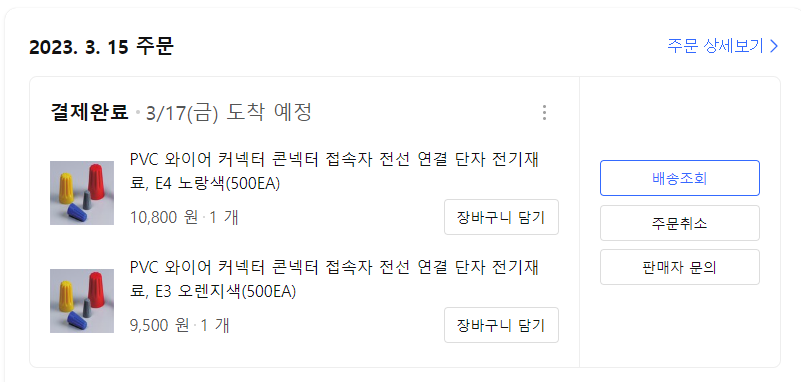 2023. 3. 15 주문
주문 상세보기
결제완료 · 3/17(금) 도착 예정
PVC 와이어 커넥터 콘넥터 접속자 전선 연결 단자 전기재
료, E4 노랑색(500EA)
10,800 원 · 1 개
장바구니 담기
PVC 와이어 커넥터 콘넥터 접속자 전선 연결 단자 전기재
료, E3 오렌지색(500EA)
9,500 원 · 1 개
장바구니 담기
배송조회
주문취소
판매자 문의